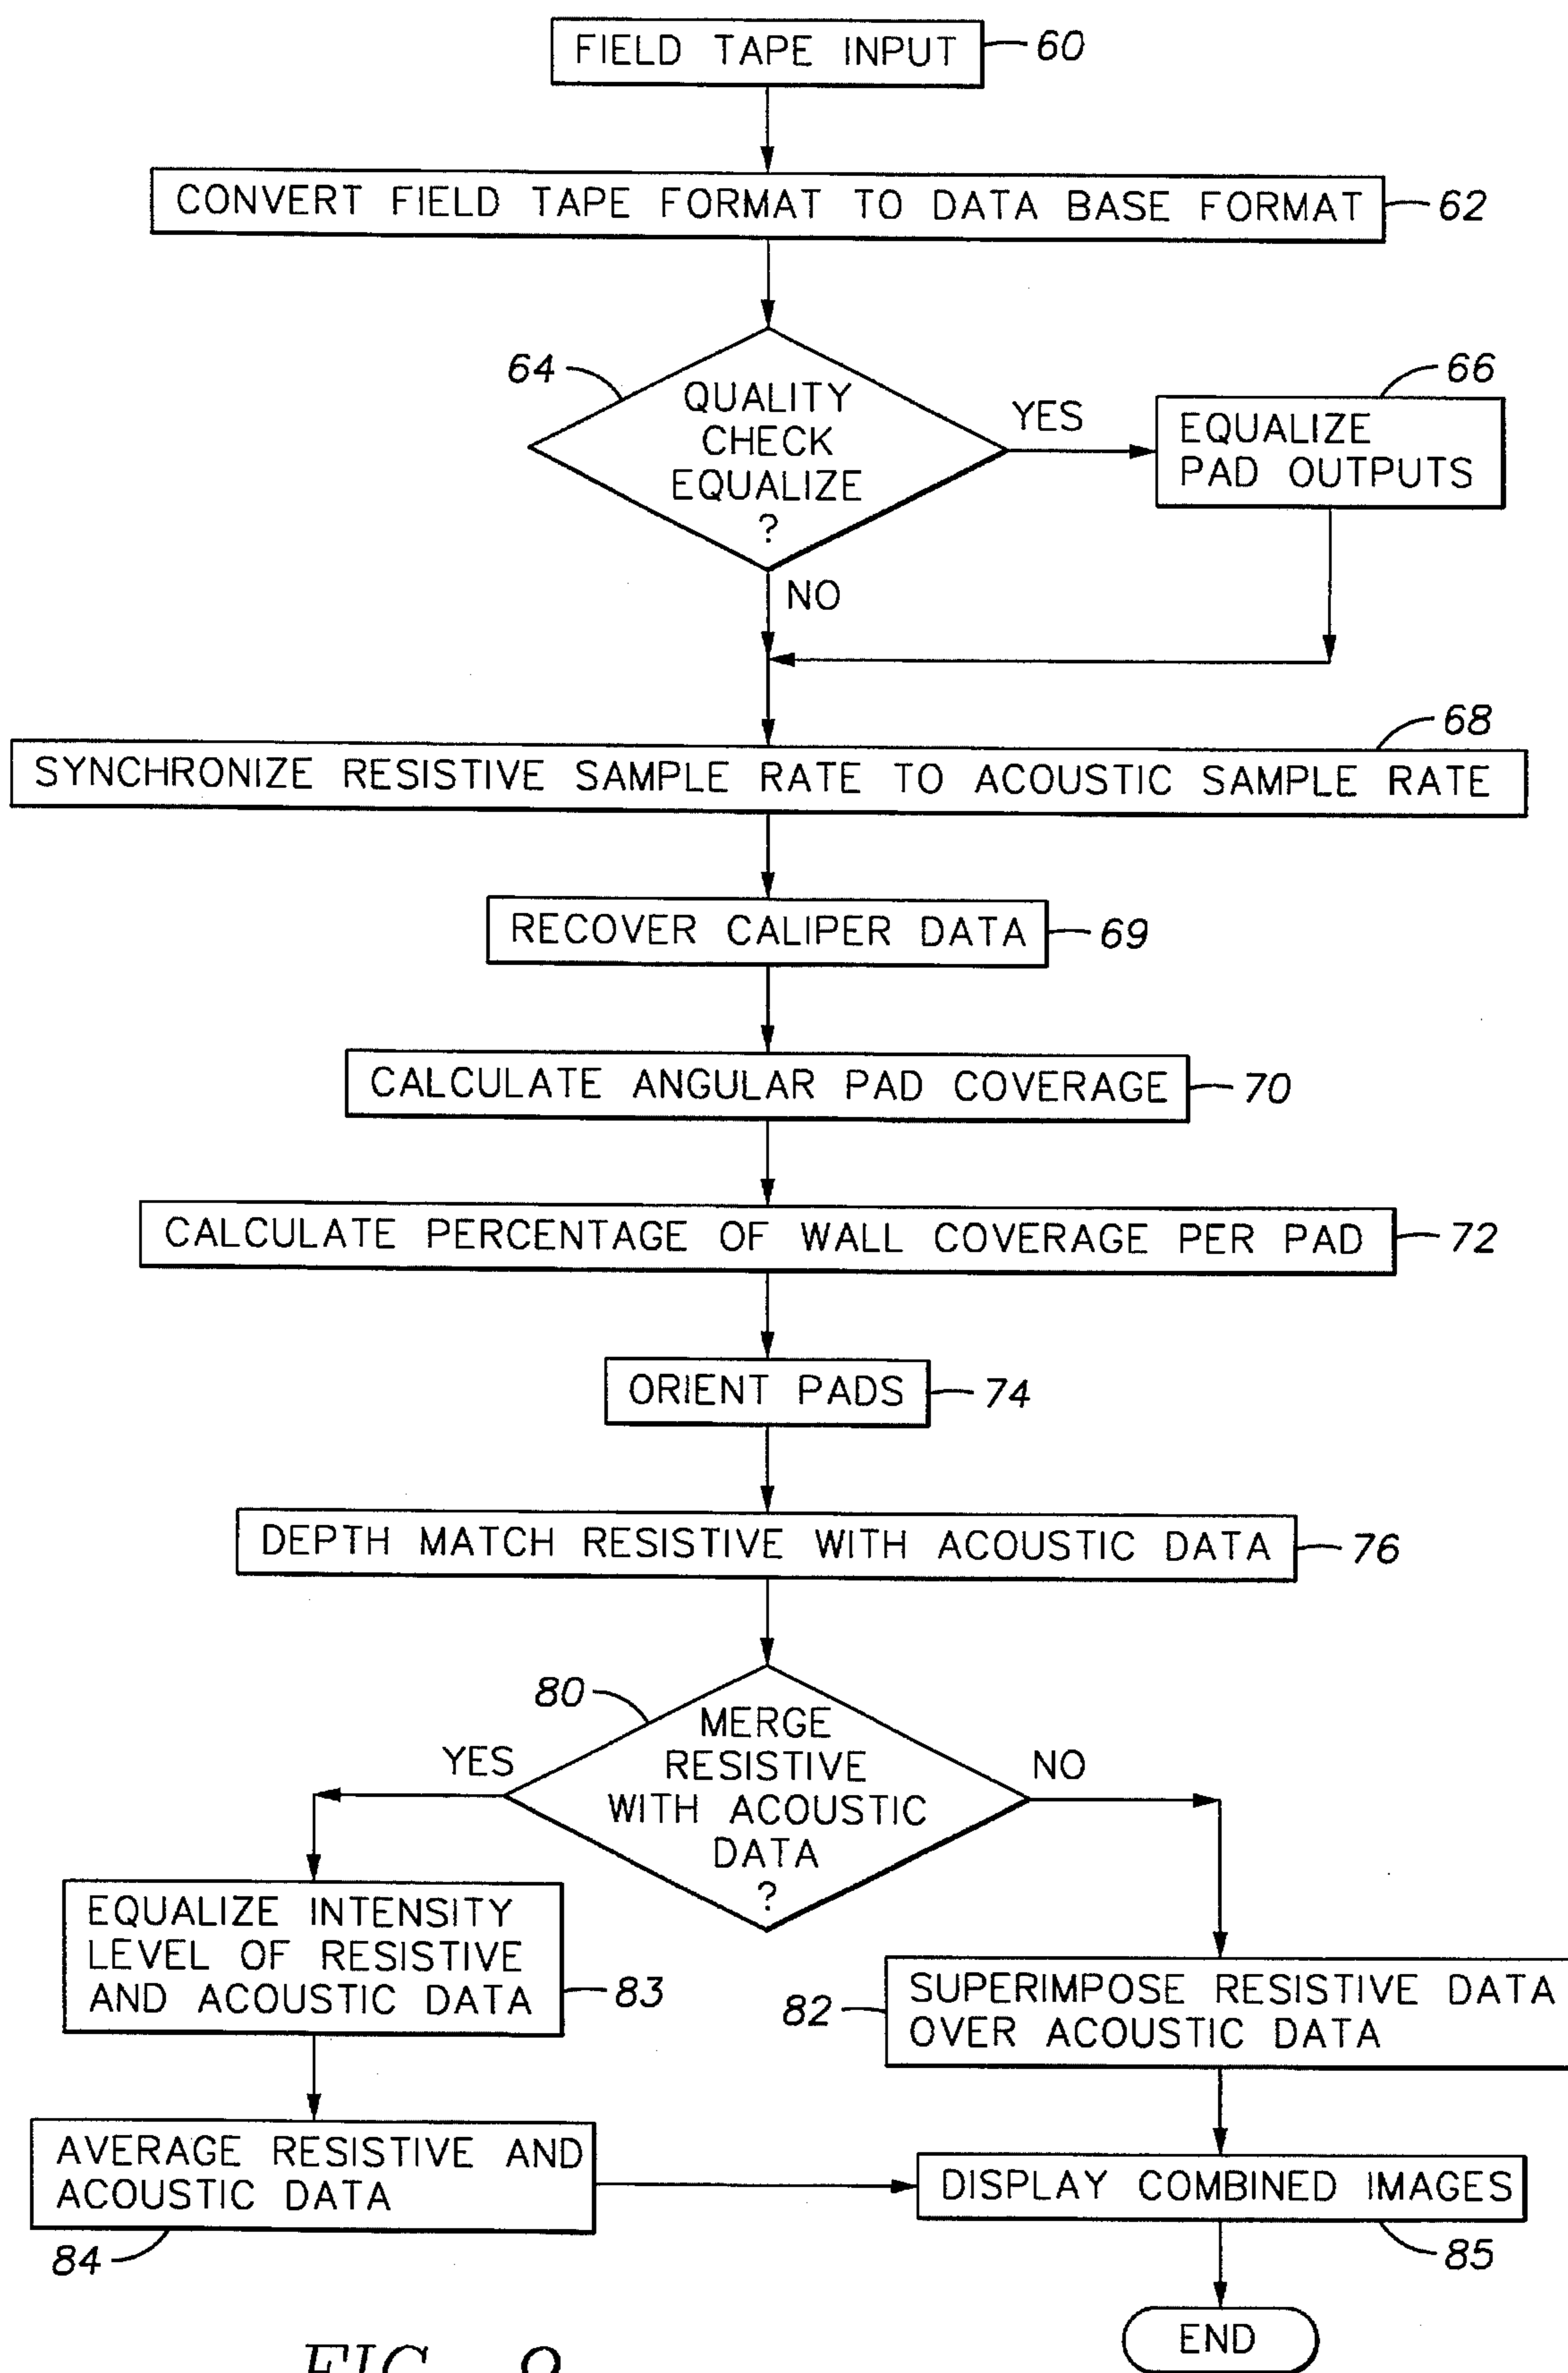 FIELD TAPE INPUT
60
CONVERT FIELD TAPE FORMAT TO DATA BASE FORMAT
62
64
QUALITY
CHECK
EQUALIZE
?
YES
66
EQUALIZE
PAD OUTPUTS
NO
68
SYNCHRONIZE RESISTIVE SAMPLE RATE TO ACOUSTIC SAMPLE RATE
RECOVER CALIPER DATA
69
CALCULATE ANGULAR PAD COVERAGE
70
CALCULATE PERCENTAGE OF WALL COVERAGE PER PAD
72
ORIENT PADS
74
DEPTH MATCH RESISTIVE WITH ACOUSTIC DATA
76
80
MERGE
RESISTIVE
WITH ACOUSTIC
DATA
?
YES
NO
EQUALIZE INTENSITY
LEVEL OF RESISTIVE
AND ACOUSTIC DATA
83
82
SUPERIMPOSE RESISTIVE DATA
OVER ACOUSTIC DATA
AVERAGE RESISTIVE AND
ACOUSTIC DATA
84
DISPLAY COMBINED IMAGES
85
END